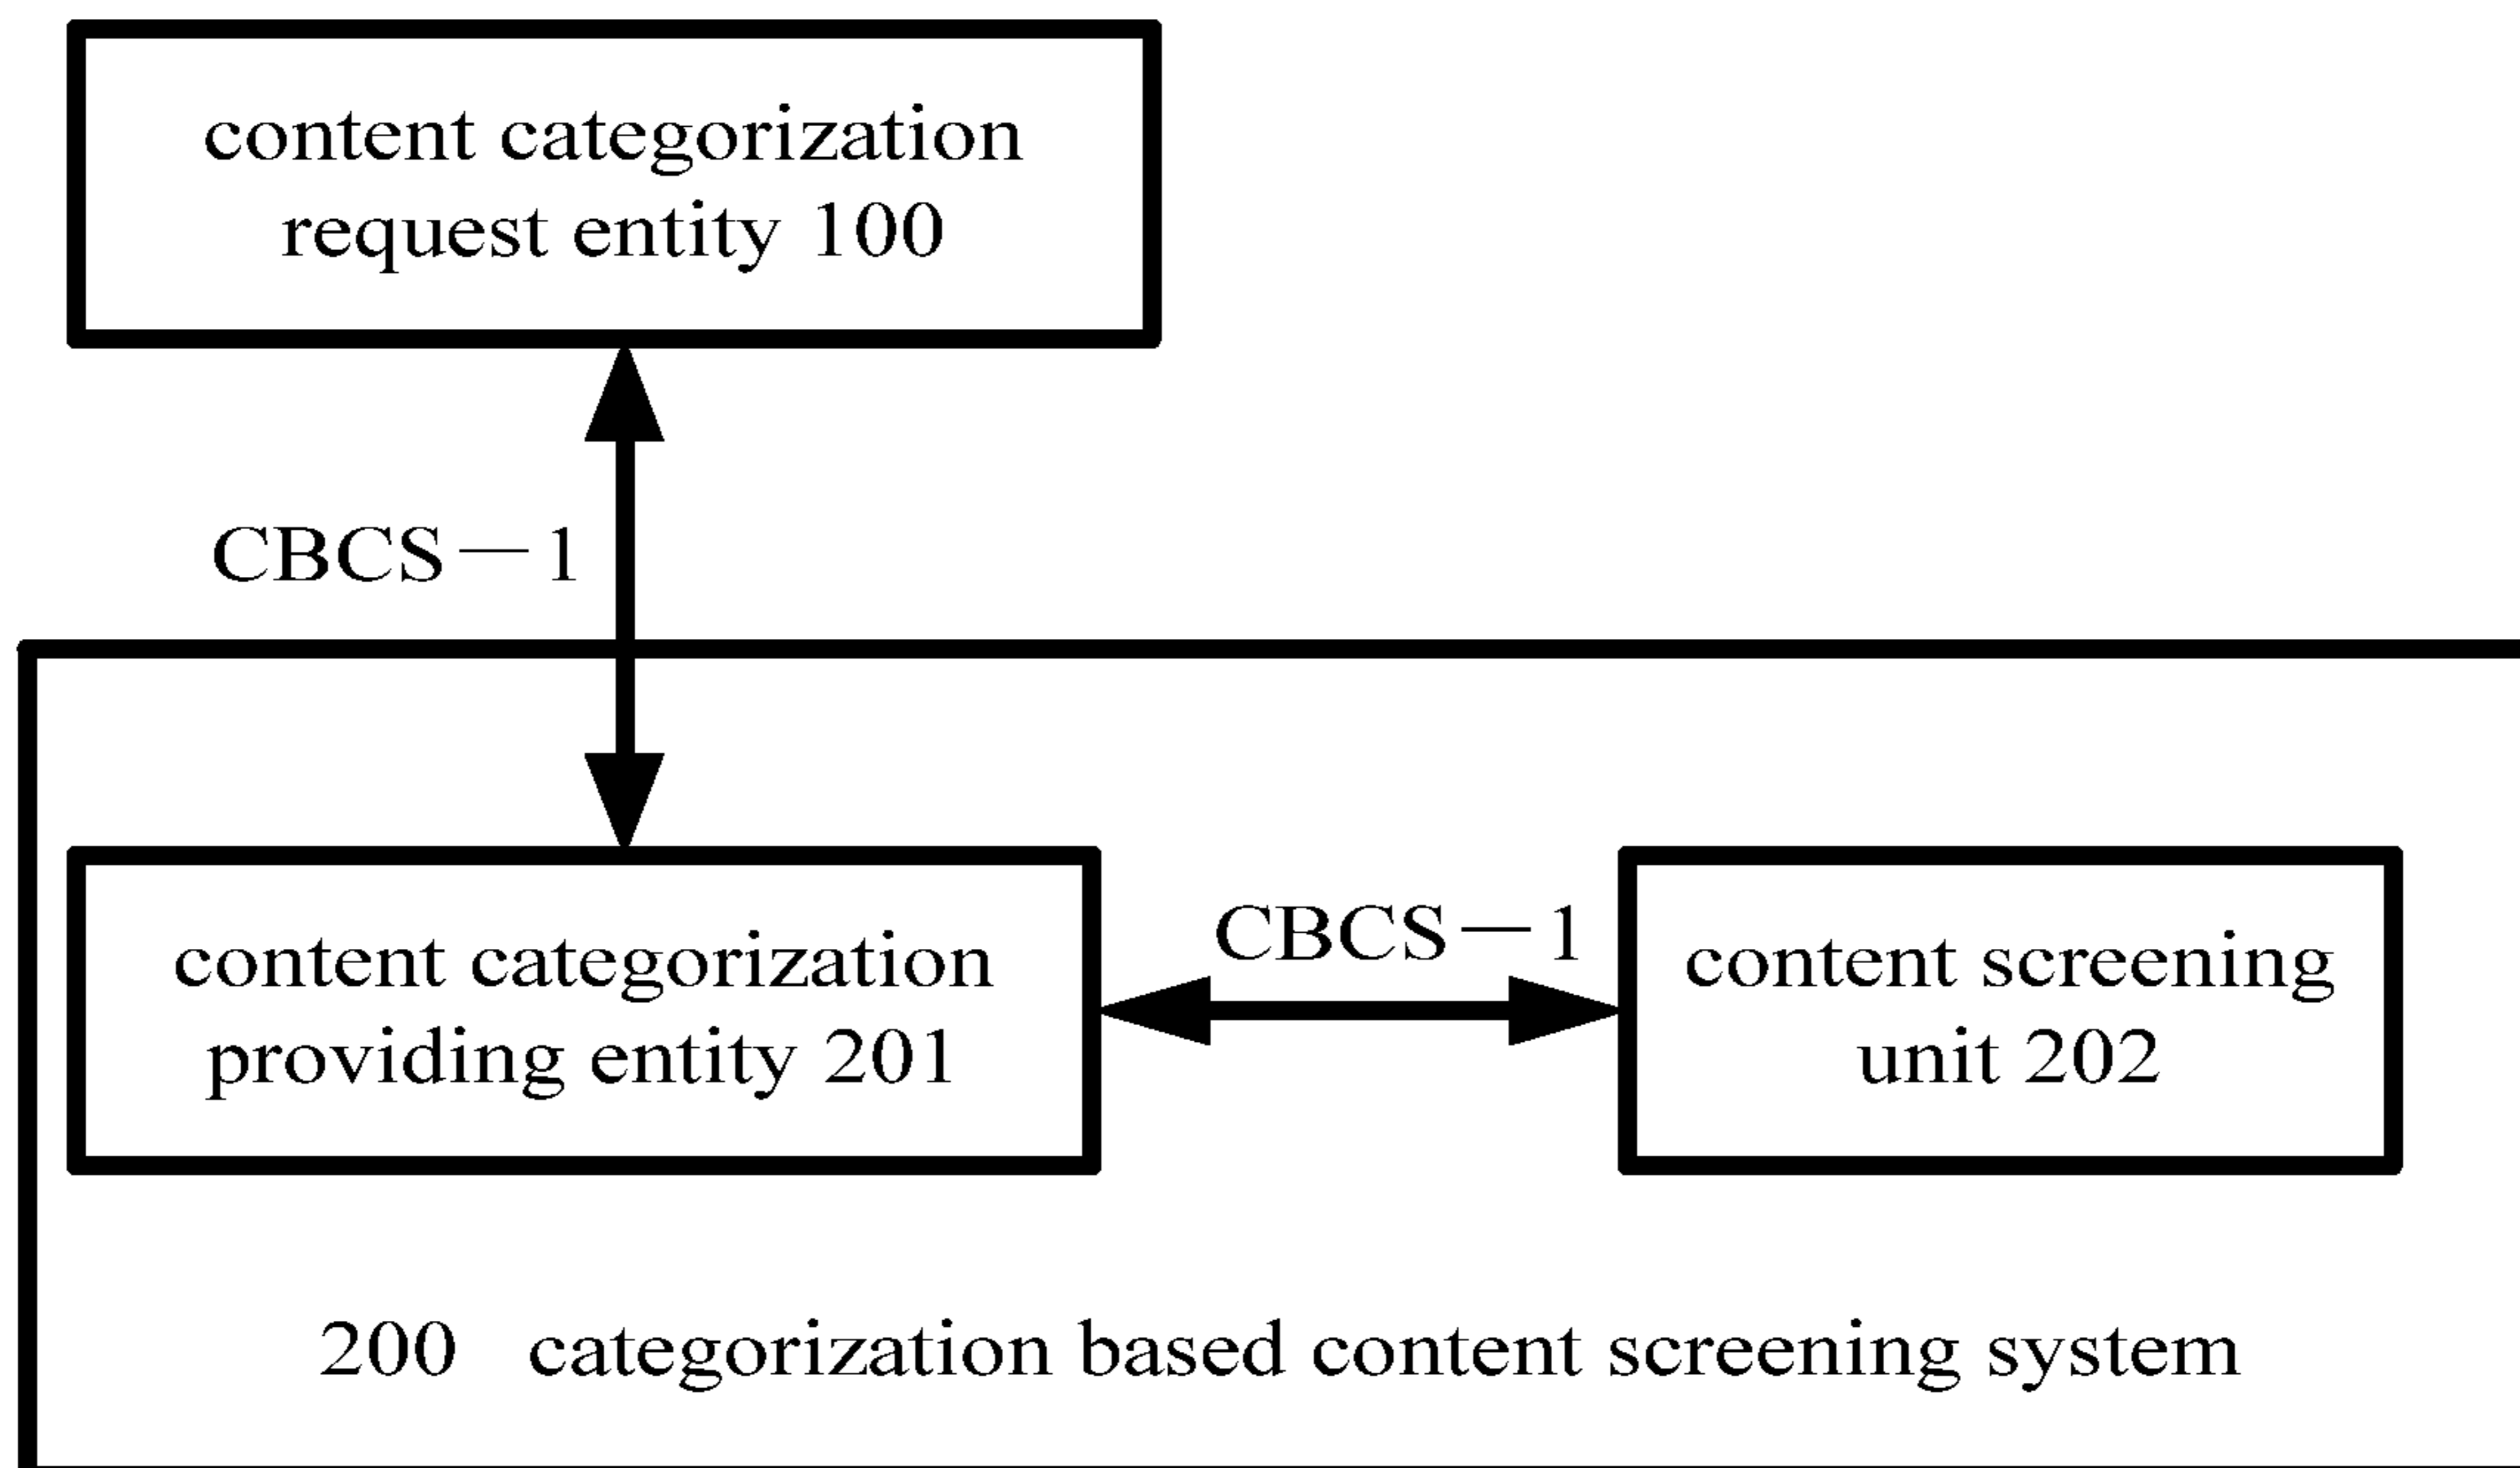 content categorization
request entity 100
CBCS－1
CBCS－1
content categorization
providing entity 201
content screening
unit 202
200 categorization based content screening system